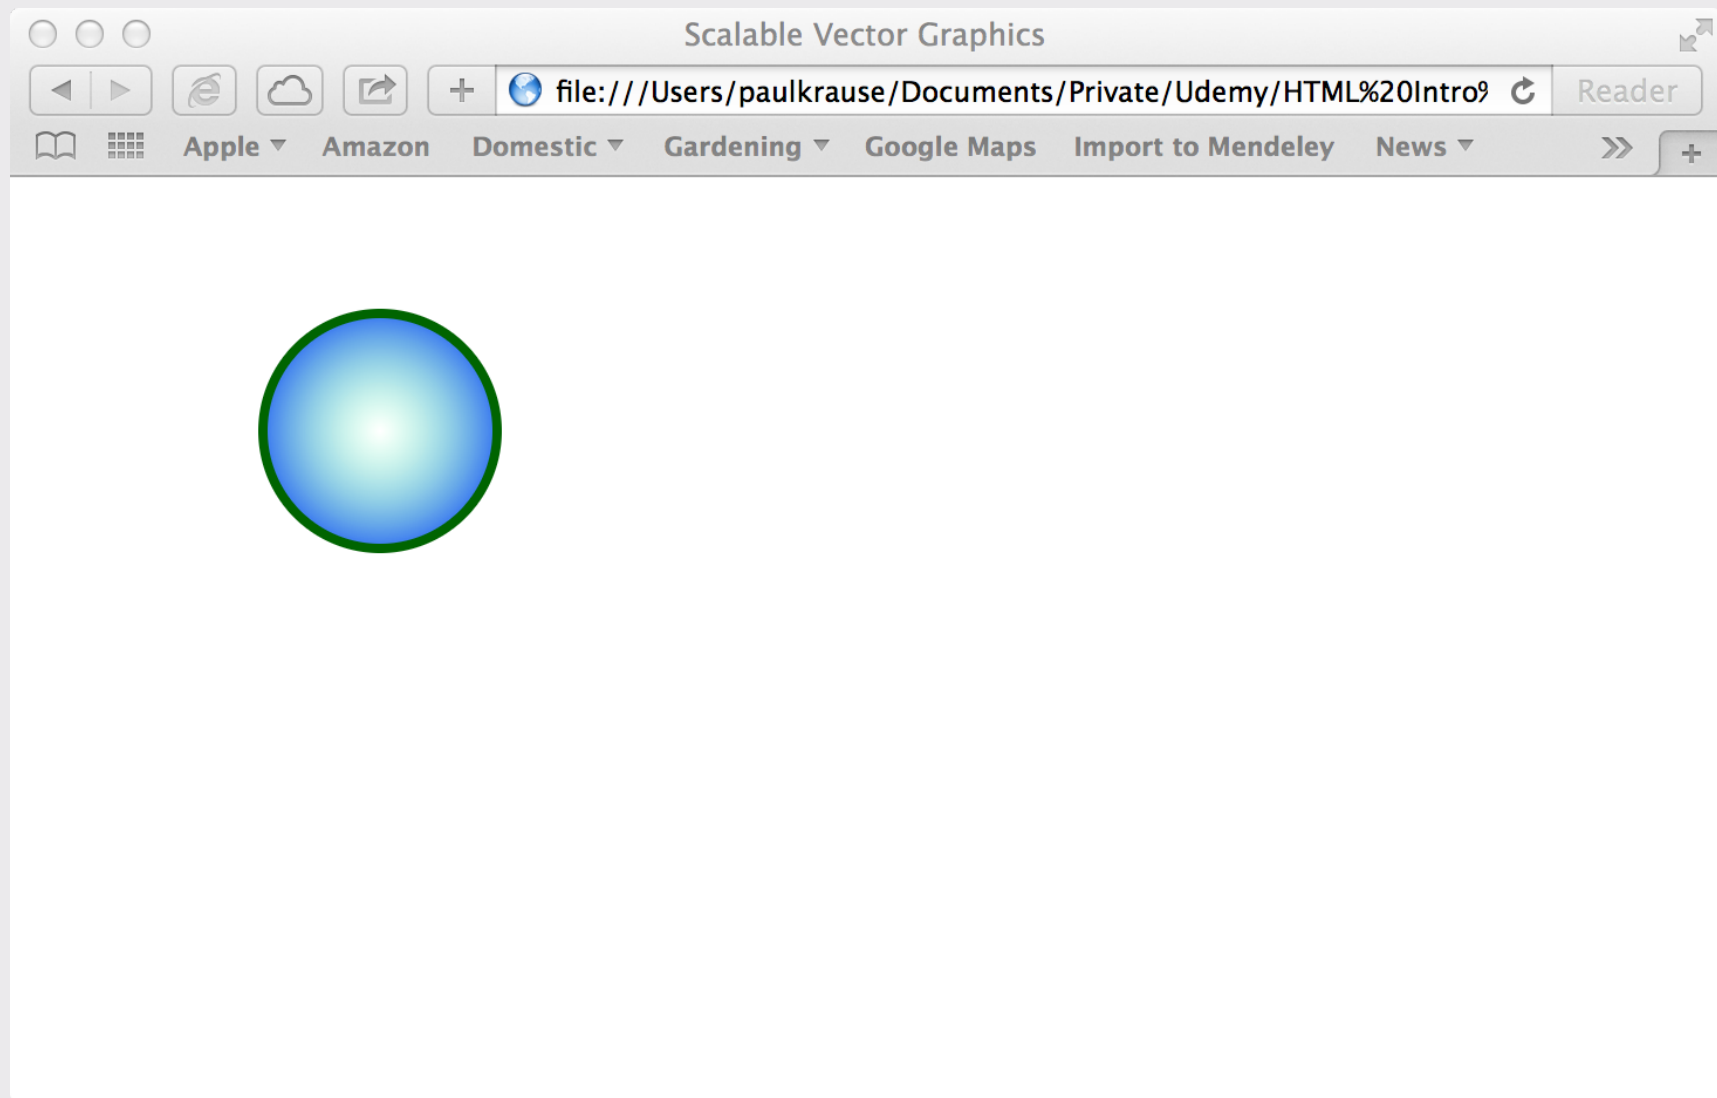 Scalable Vector Graphics
file:///Users/paulkrause/Documents/Private/Udemy/HTML%20Intro% Reader
Apple Amazon Domestic Gardening Google Maps Import to Mendeley News